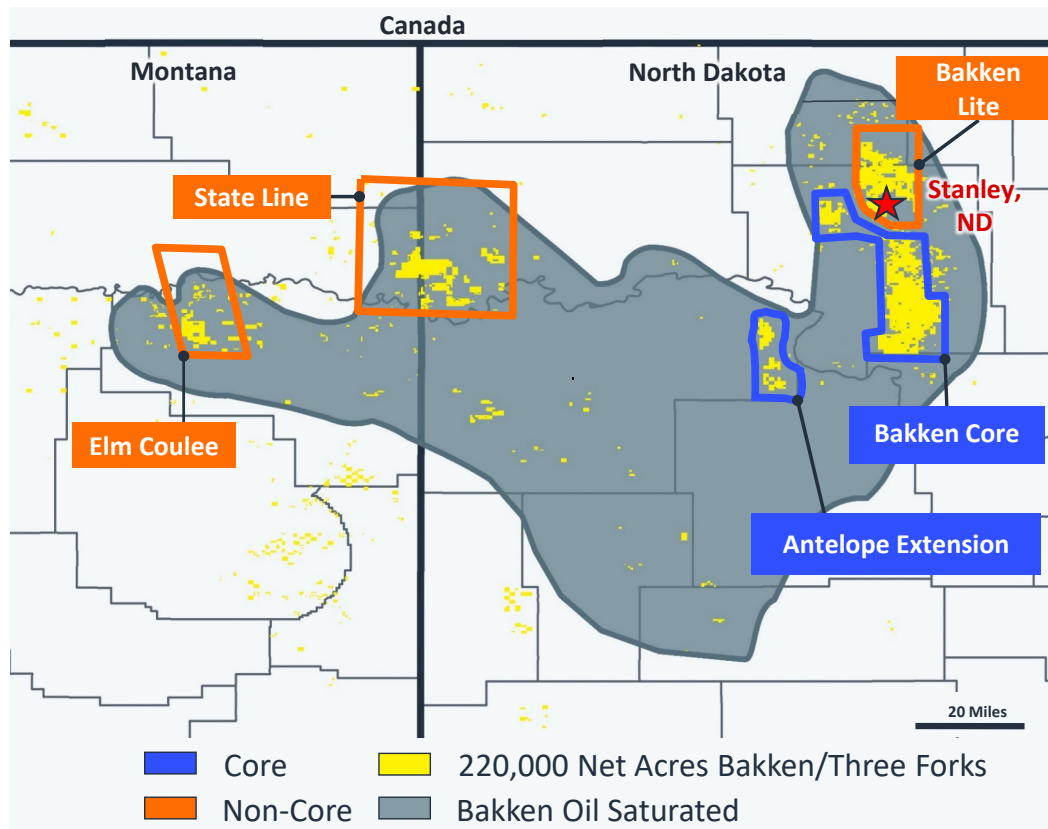 Canada
Montana
North Dakota
Bakken
Lite
State Line
Stanley,
ND
Elm Coulee
Bakken Core
Antelope Extension
20 Miles
Core
220,000 Net Acres Bakken/Three Forks
Non-Core
Bakken Oil Saturated